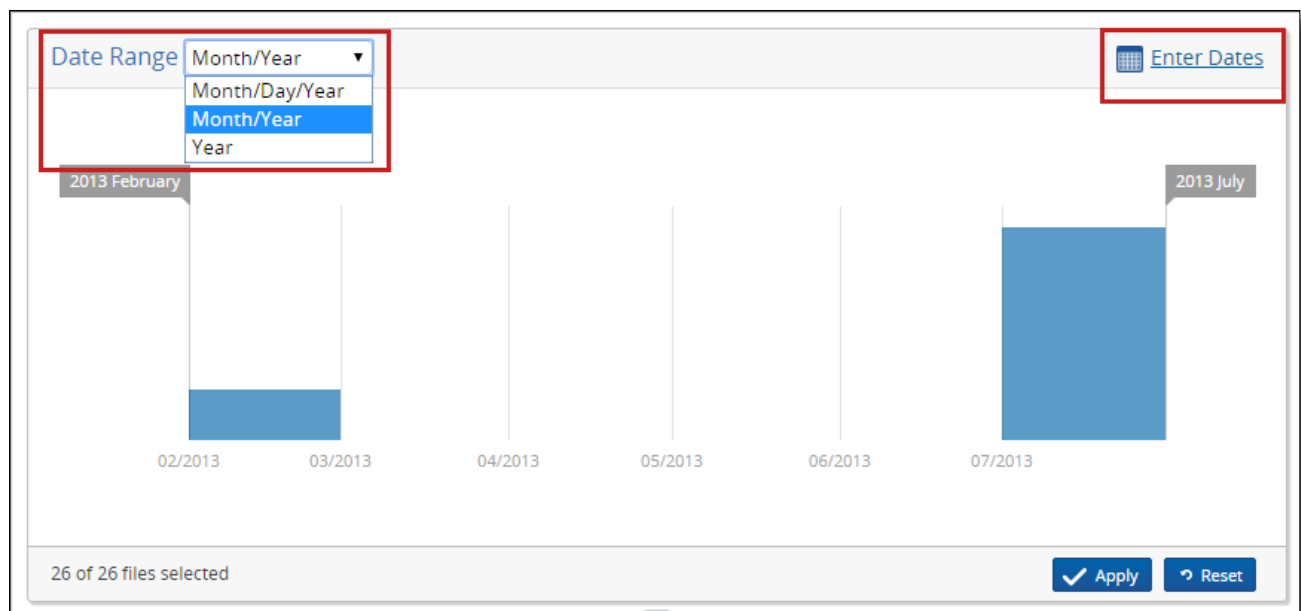 Date Range Month/Year Enter Dates
Month/Day/Year
Month/Year
Year
2013 February 2013 July
02/2013 03/2013 04/2013 05/2013 06/2013 07/2013
26 of 26 files selected Apply Reset